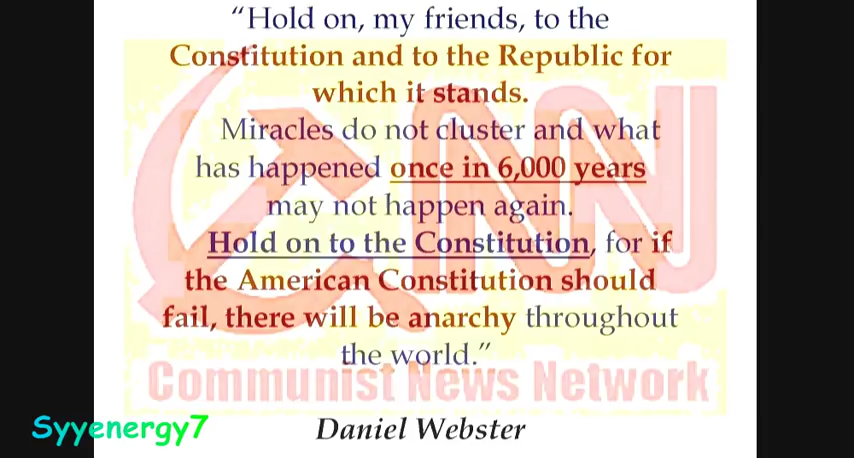 “Hold on, my friends, to the
Constitution and to the Republic for
which it stands.
Miracles do not cluster and what
has happened once in 6,000 years
may not happen again.
Hold on to the Constitution, for if
the American Constitution should
fail, there will be anarchy throughout
the world.”
CNN
Communist News Network
Syyenergy7
Daniel Webster